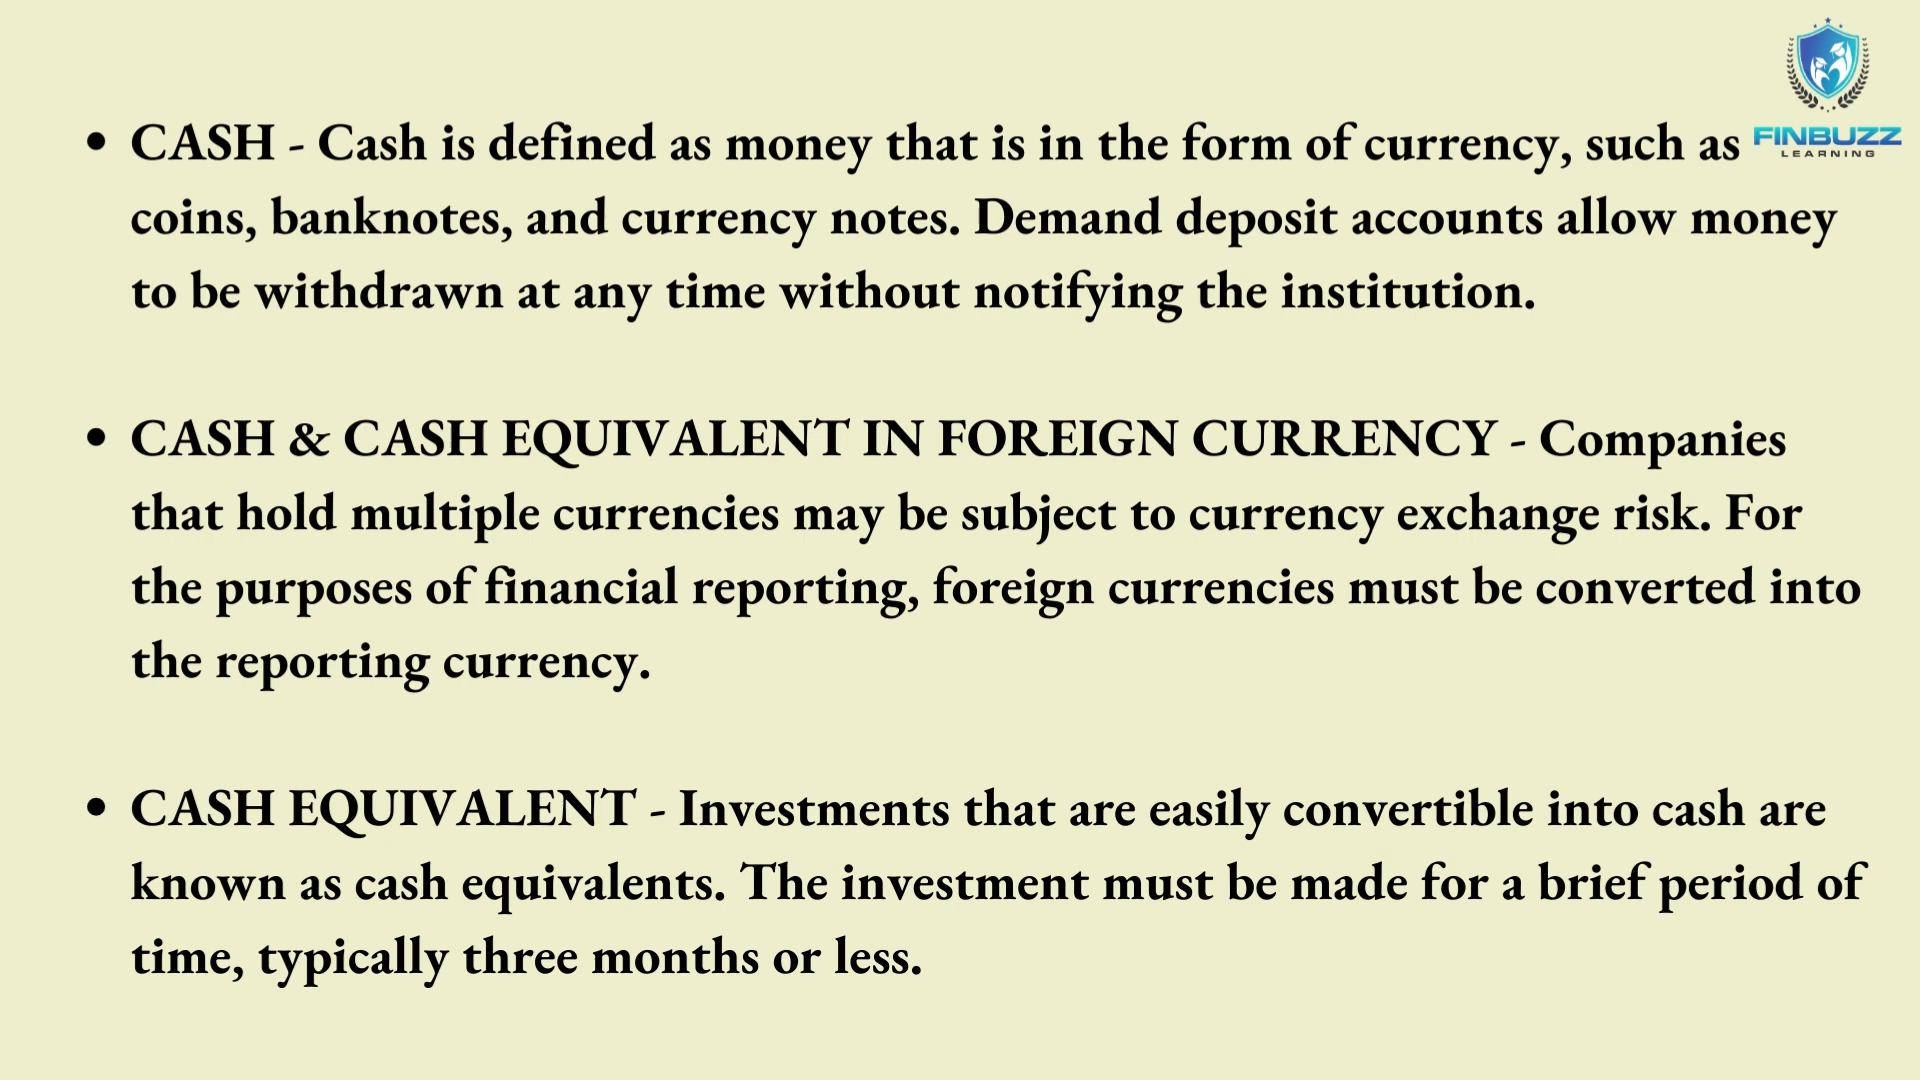 FINBUZZ
LEARNING
• CASH - Cash is defined as money that is in the form of currency, such as
coins, banknotes, and currency notes. Demand deposit accounts allow money
to be withdrawn at any time without notifying the institution.
• CASH & CASH EQUIVALENT IN FOREIGN CURRENCY - Companies
that hold multiple currencies may be subject to currency exchange risk. For
the purposes of financial reporting, foreign currencies must be converted into
the reporting currency.
• CASH EQUIVALENT - Investments that are easily convertible into cash are
known as cash equivalents. The investment must be made for a brief period of
time, typically three months or less.